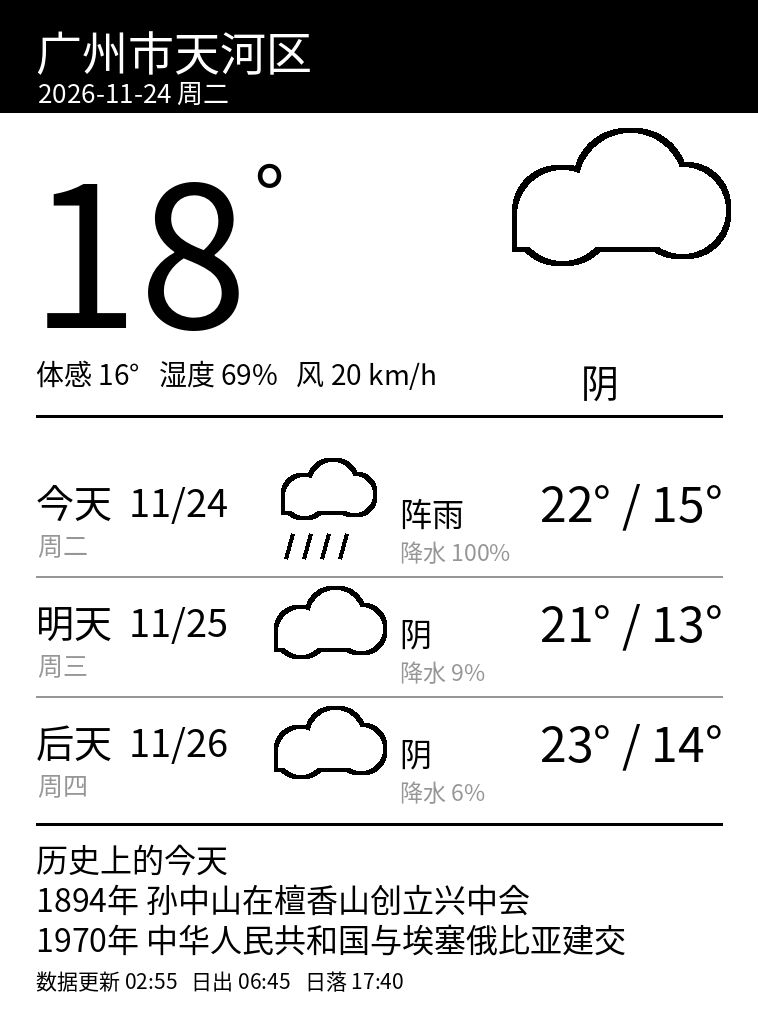 广州市天河区
2026-11-24 周二
18°
体感 16° 湿度 69% 风 20 km/h
阴
今天 11/24
周二
阵雨
降水 100%
22° / 15°
明天 11/25
周三
阴
降水 9%
21° / 13°
后天 11/26
周四
阴
降水 6%
23° / 14°
历史上的今天
1894年 孙中山在檀香山创立兴中会
1970年 中华人民共和国与埃塞俄比亚建交
数据更新 02:55 日出 06:45 日落 17:40